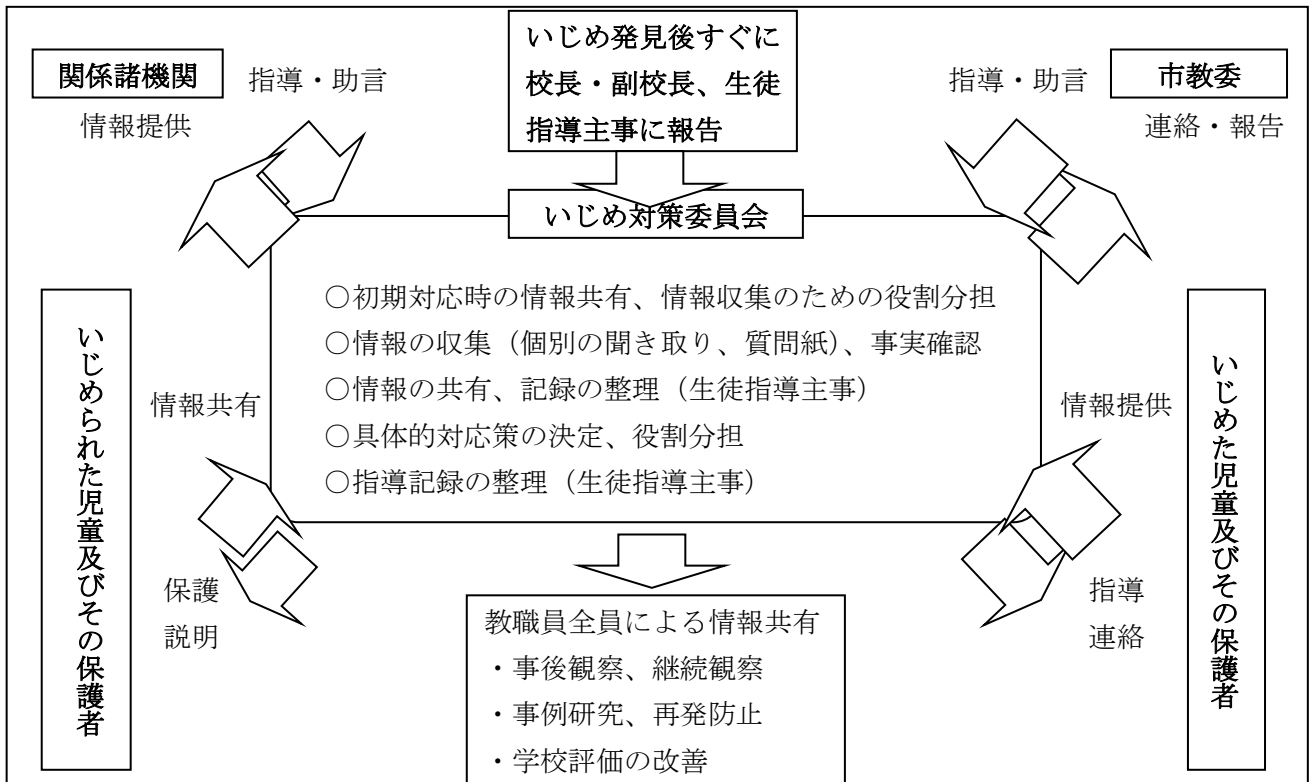 いじめ発見後すぐに
校長・副校長、生徒
指導主事に報告
関係諸機関
指導・助言
情報提供
指導・助言
市教委
連絡・報告
いじめ対策委員会
○初期対応時の情報共有、情報収集のための役割分担
○情報の収集（個別の聞き取り、質問紙）、事実確認
○情報の共有、記録の整理（生徒指導主事）
○具体的対応策の決定、役割分担
○指導記録の整理（生徒指導主事）
いじめられた児童及びその保護者
情報共有
保護
説明
情報提供
指導
連絡
いじめた児童及びその保護者
教職員全員による情報共有
・事後観察、継続観察
・事例研究、再発防止
・学校評価の改善